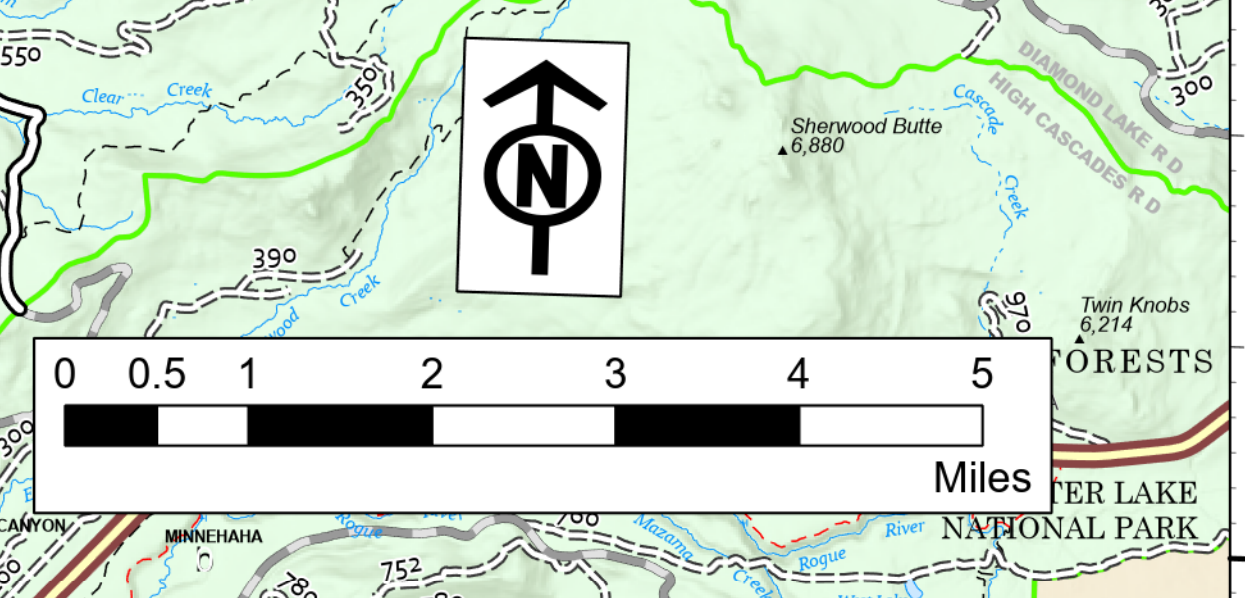 550
Clear Creek
350
N
Sherwood Butte
6,880
Cascade
Creek
DIAMOND LAKE R D
HIGH CASCADES R D
300
390
Creek
wood
970
Twin Knobs
6,214
FORESTS
0 0.5 1 2 3 4 5
Miles
300
CANYON
MINNEHAHA
Rogue River
760
Mazama
Creek
Rogue
River
TER LAKE
NATIONAL PARK
752
780